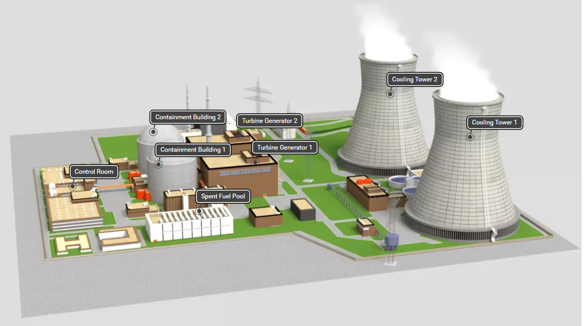 Cooling Tower 2
Containment Building 2
Turbine Generator 2
Cooling Tower 1
Containment Building 1
Turbine Generator 1
Control Room
Spent Fuel Pool